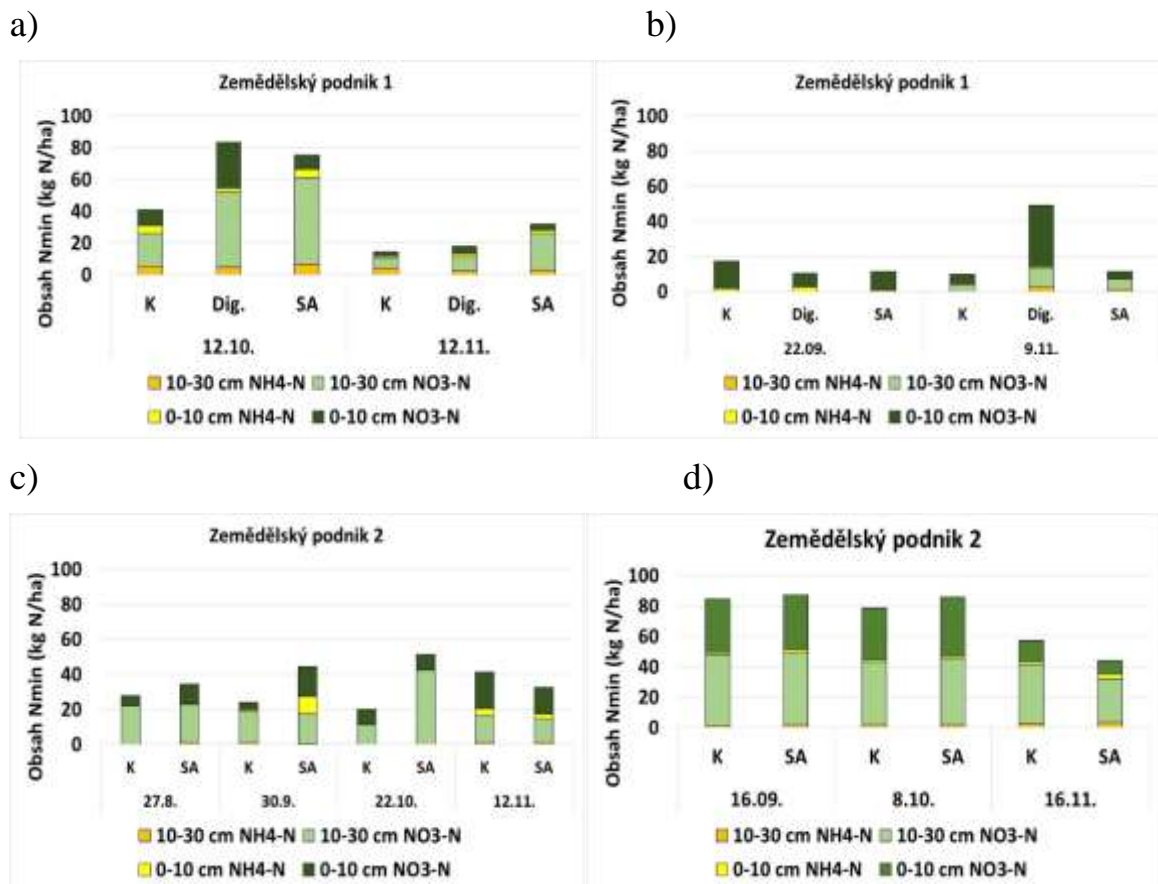 a)
b)
Zemědělský podnik 1
Obsah Nmin (kg N/ha)
100
80
60
40
20
0
K Dig. SA K Dig. SA
12.10. 12.11.
10-30 cm NH4-N 10-30 cm NO3-N
0-10 cm NH4-N 0-10 cm NO3-N
Zemědělský podnik 1
Obsah Nmin (kg N/ha)
100
80
60
40
20
0
K Dig. SA K Dig. SA
22.09. 9.11.
10-30 cm NH4-N 10-30 cm NO3-N
0-10 cm NH4-N 0-10 cm NO3-N
c)
d)
Zemědělský podnik 2
Obsah Nmin (kg N/ha)
100
80
60
40
20
0
K SA K SA K SA K SA
27.8. 30.9. 22.10. 12.11.
10-30 cm NH4-N 10-30 cm NO3-N
0-10 cm NH4-N 0-10 cm NO3-N
Zemědělský podnik 2
Obsah Nmin (kg N/ha)
100
80
60
40
20
0
K SA K SA K SA
16.09. 8.10. 16.11.
10-30 cm NH4-N 10-30 cm NO3-N
0-10 cm NH4-N 0-10 cm NO3-N